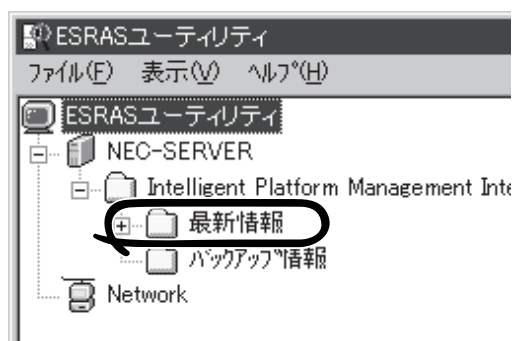 ESRASユーティリティ
ファイル(F) 表示(V) ヘルプ(H)
ESRASユーティリティ
NEC-SERVER
Intelligent Platform Management Inte
最新情報
バックアップ情報
Network